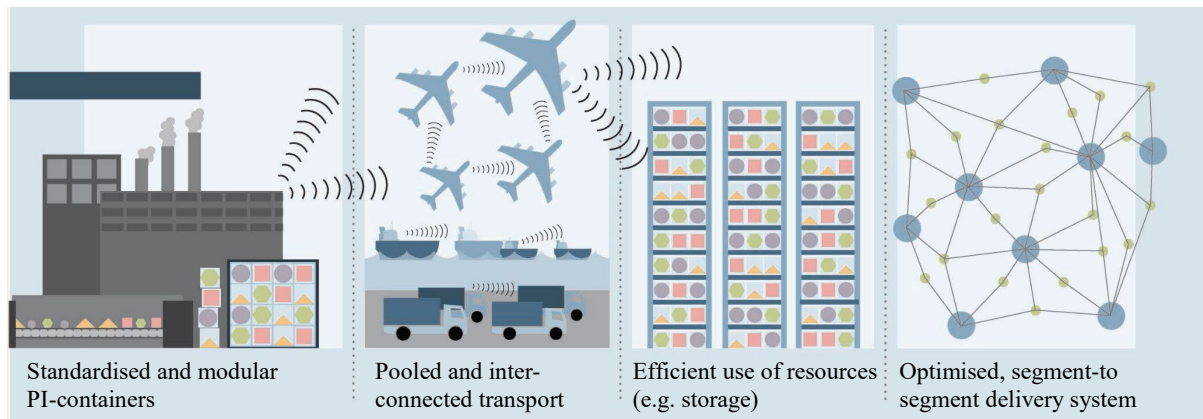 Standardised and modular
PI-containers
Pooled and inter-
connected transport
Efficient use of resources
(e.g. storage)
Optimised, segment-to
segment delivery system